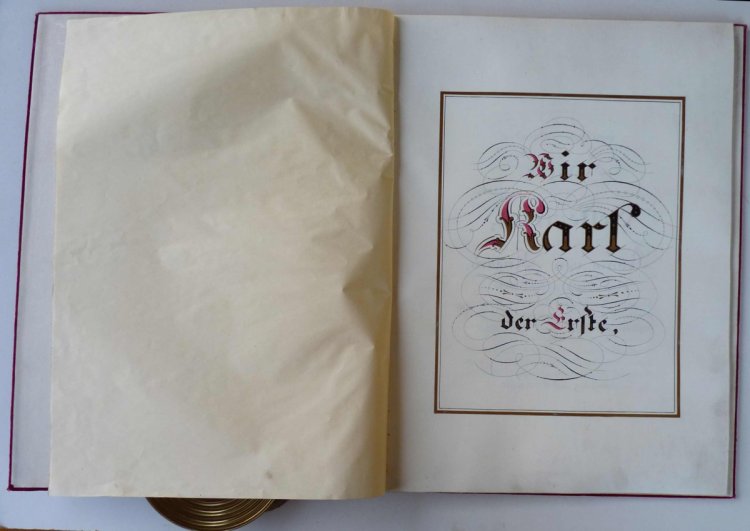 Wir
Karl
der Erste,